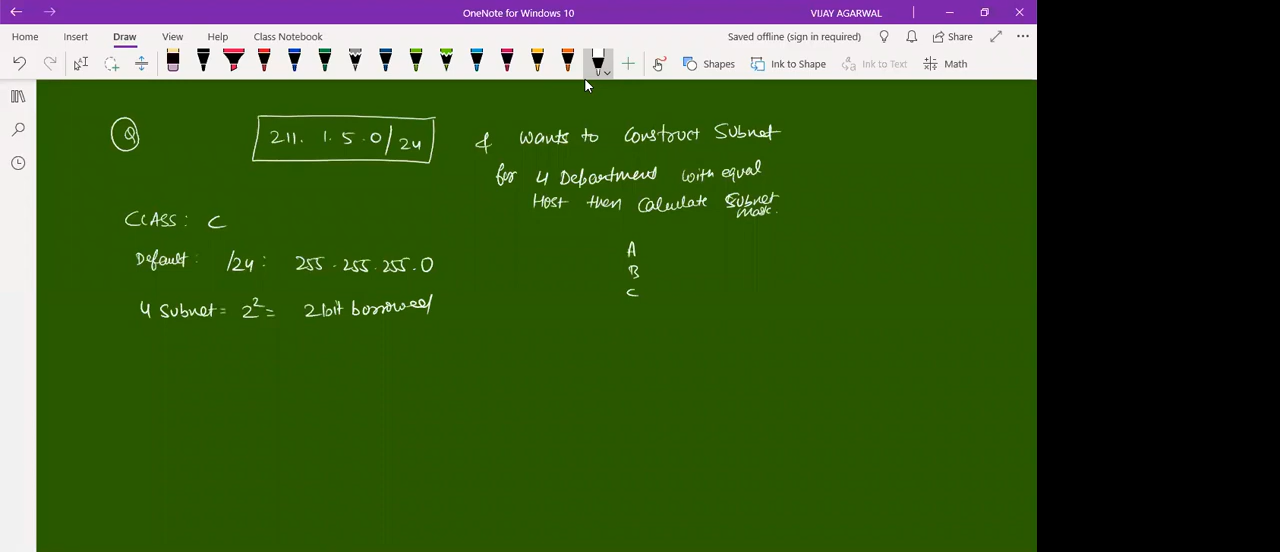 OneNote for Windows 10
VIJAY AGARWAL
Home Insert Draw View Help Class Notebook
Saved offline (sign in required) Share
Shapes Ink to Shape Ink to Text Math
Q 211. 1. 5. 0/24 & wants to construct Subnet
for 4 Department with equal
Host then Calculate Subnet
mask.
CLASS: C
A
Default: /24: 255.255.255.0
B
C
4 Subnet = 2² = 2 bit borrowed